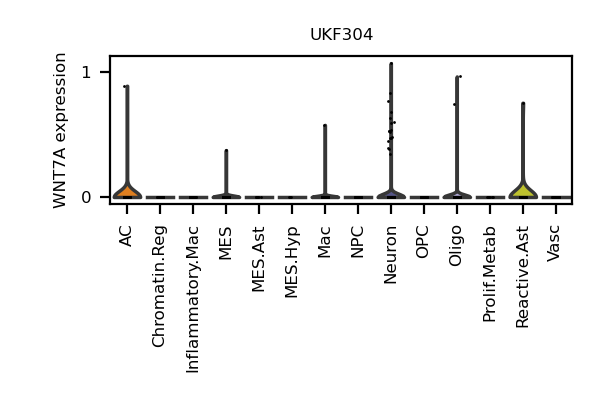 UKF304
WNT7A expression
1
0
AC
Chromatin.Reg
Inflammatory.Mac
MES
MES.Ast
MES.Hyp
Mac
NPC
Neuron
OPC
Oligo
Prolif.Metab
Reactive.Ast
Vasc